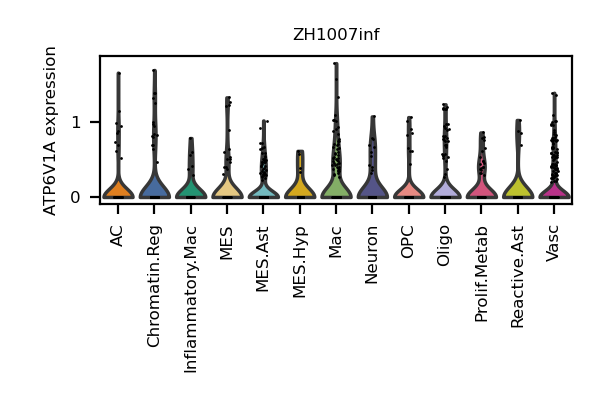 ZH1007inf
ATP6V1A expression
1
0
AC
Chromatin.Reg
Inflammatory.Mac
MES
MES.Ast
MES.Hyp
Mac
Neuron
OPC
Oligo
Prolif.Metab
Reactive.Ast
Vasc